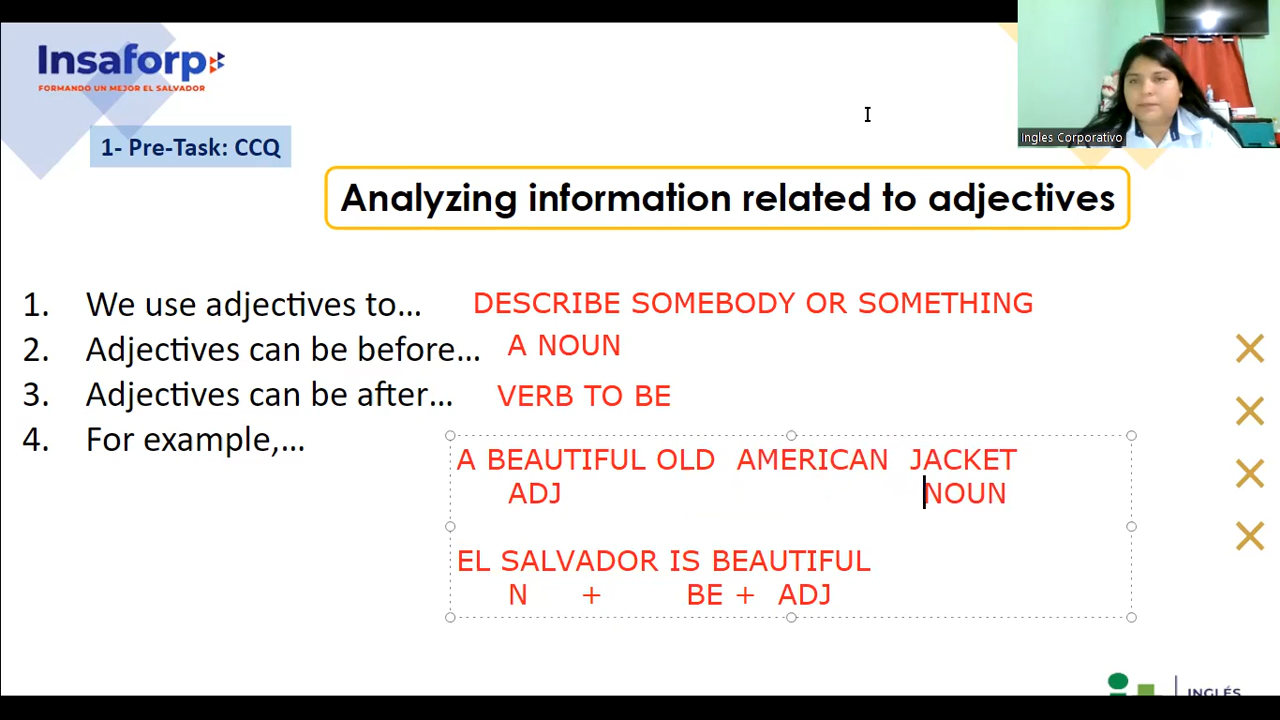 Insaforp
FORMANDO UN MEJOR EL SALVADOR
Ingles Corporativo
1- Pre-Task: CCQ
Analyzing information related to adjectives
1. We use adjectives to… DESCRIBE SOMEBODY OR SOMETHING
2. Adjectives can be before… A NOUN
3. Adjectives can be after… VERB TO BE
4. For example,…
A BEAUTIFUL OLD AMERICAN JACKET
ADJ NOUN
EL SALVADOR IS BEAUTIFUL
N + BE + ADJ
INGLÉS